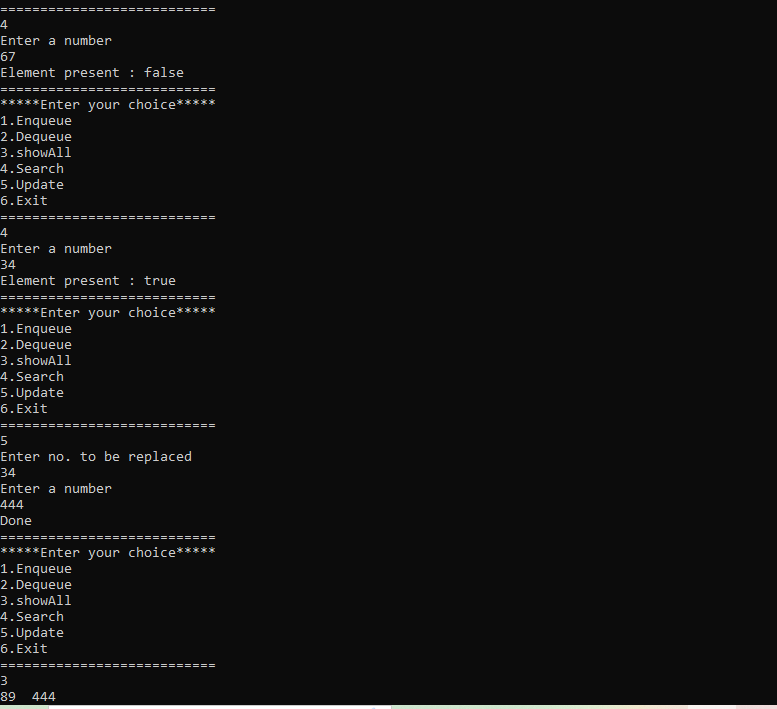 ===========================
4
Enter a number
67
Element present : false
===========================
*****Enter your choice*****
1.Enqueue
2.Dequeue
3.showAll
4.Search
5.Update
6.Exit
===========================
4
Enter a number
34
Element present : true
===========================
*****Enter your choice*****
1.Enqueue
2.Dequeue
3.showAll
4.Search
5.Update
6.Exit
===========================
5
Enter no. to be replaced
34
Enter a number
444
Done
===========================
*****Enter your choice*****
1.Enqueue
2.Dequeue
3.showAll
4.Search
5.Update
6.Exit
===========================
3
89  444